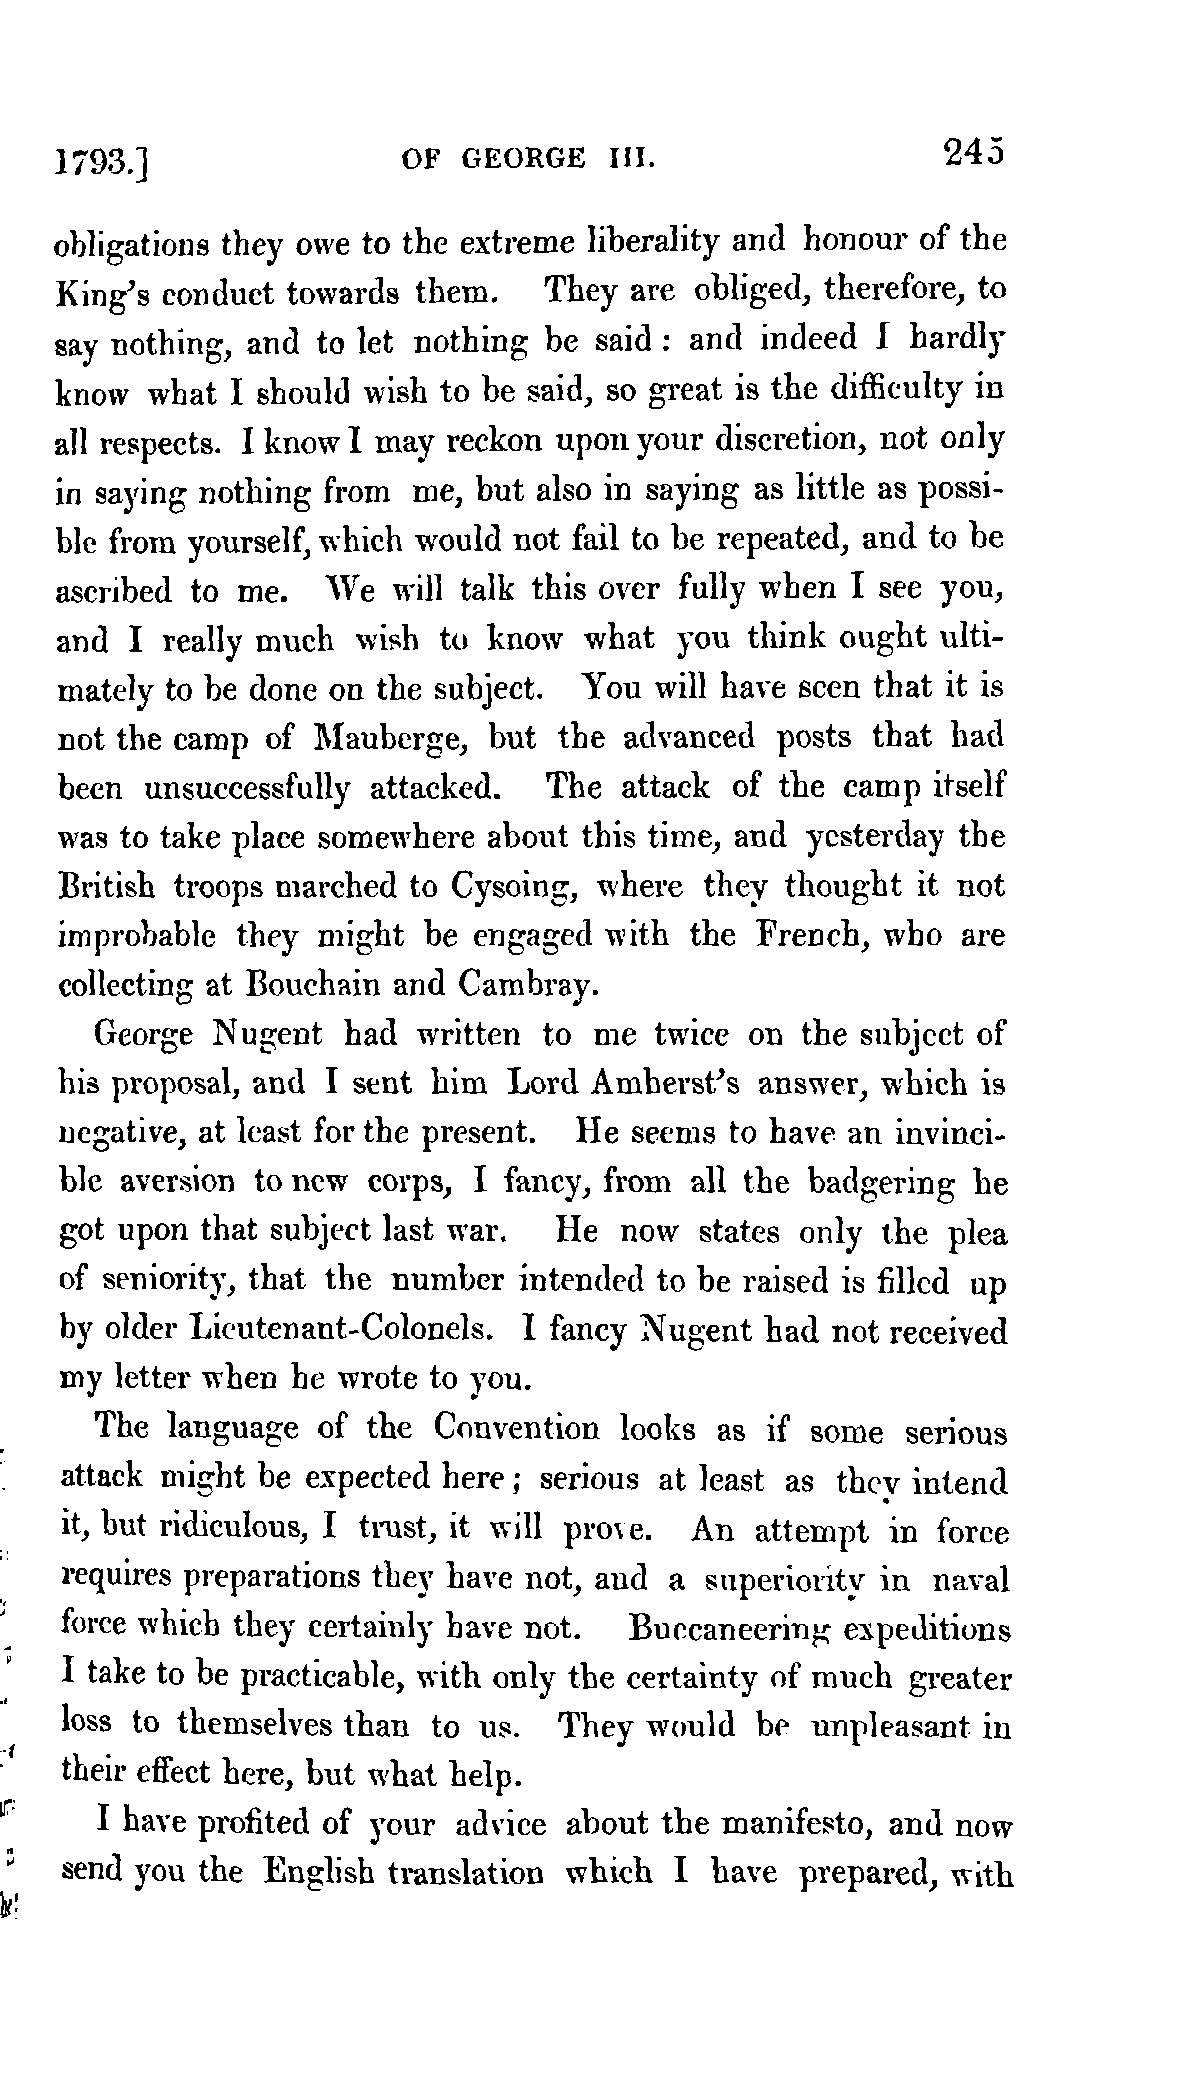 1793.] OF GEORGE III. 245
obligations they owe to the extreme liberality and honour of the
King's conduct towards them. They are obliged, therefore, to
say nothing, and to let nothing be said : and indeed I hardly
know what I should wish to be said, so great is the difficulty in
all respects. I know I may reckon upon your discretion, not only
in saying nothing from me, but also in saying as little as possi-
ble from yourself, which would not fail to be repeated, and to be
ascribed to me. We will talk this over fully when I see you,
and I really much wish to know what you think ought ulti-
mately to be done on the subject. You will have seen that it is
not the camp of Mauberge, but the advanced posts that had
been unsuccessfully attacked. The attack of the camp itself
was to take place somewhere about this time, and yesterday the
British troops marched to Cysoing, where they thought it not
improbable they might be engaged with the French, who are
collecting at Bouchain and Cambray.
George Nugent had written to me twice on the subject of
his proposal, and I sent him Lord Amherst's answer, which is
negative, at least for the present. He seems to have an invinci-
ble aversion to new corps, I fancy, from all the badgering he
got upon that subject last war. He now states only the plea
of seniority, that the number intended to be raised is filled up
by older Lieutenant-Colonels. I fancy Nugent had not received
my letter when he wrote to you.
The language of the Convention looks as if some serious
attack might be expected here ; serious at least as they intend
it, but ridiculous, I trust, it will prove. An attempt in force
requires preparations they have not, and a superiority in naval
force which they certainly have not. Buccaneering expeditions
I take to be practicable, with only the certainty of much greater
loss to themselves than to us. They would be unpleasant in
their effect here, but what help.
I have profited of your advice about the manifesto, and now
send you the English translation which I have prepared, with